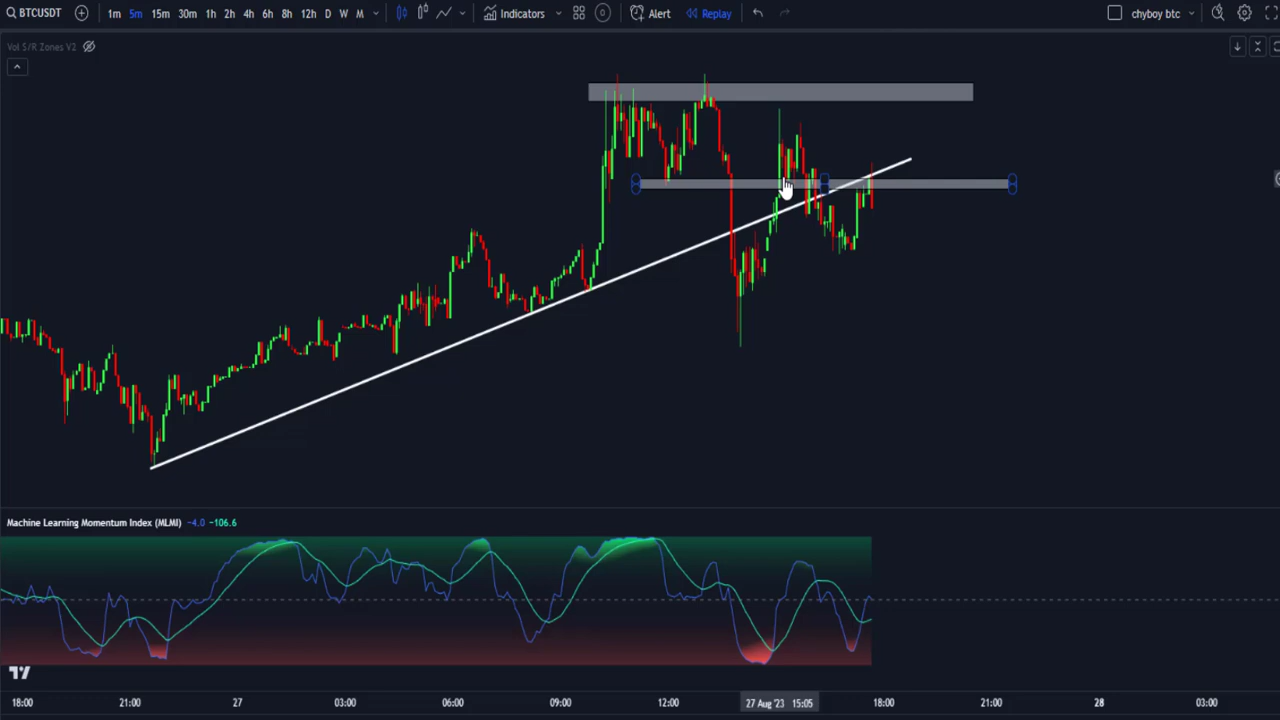 BTCUSDT 1m 5m 15m 30m 1h 2h 4h 6h 8h 12h D W M Indicators Alert Replay chyboy btc
Vol S/R Zones V2
Machine Learning Momentum Index (MLMI) -4.0 -106.6
18:00 21:00 27 03:00 06:00 09:00 12:00 27 Aug '23 15:05 18:00 21:00 28 03:00